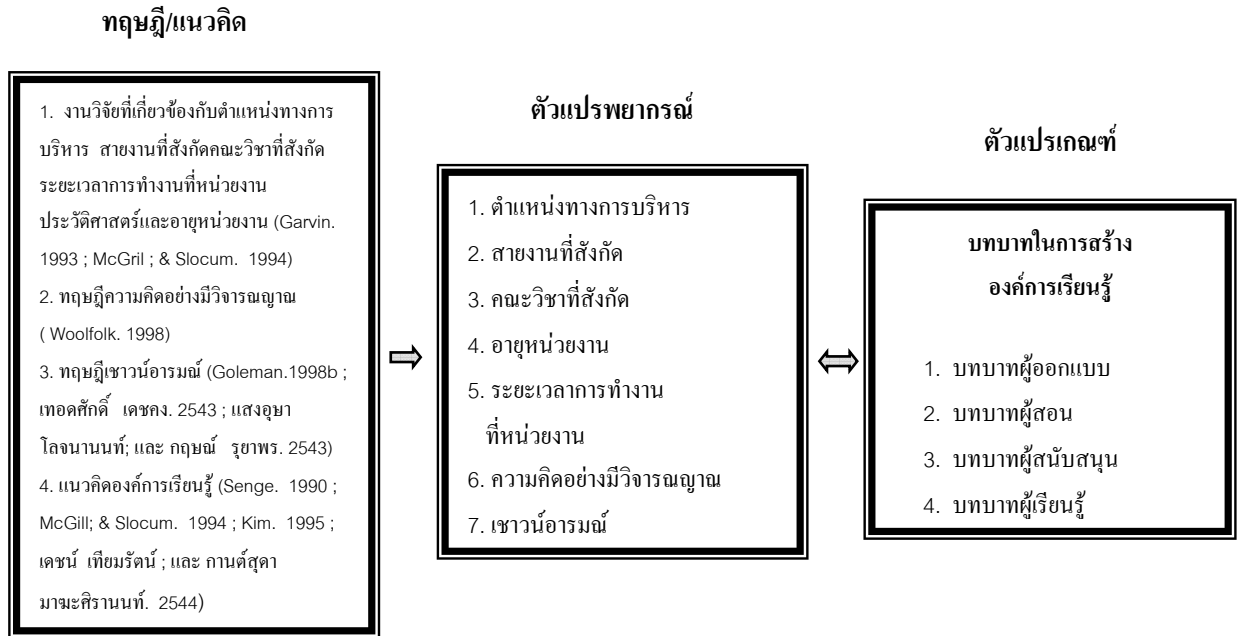 ทฤษฎี/แนวคิด
1. งานวิจัยที่เกี่ยวข้องกับตำแหน่งทางการ
บริหาร สายงานที่สังกัดคณะวิชาที่สังกัด
ระยะเวลาการทำงานที่หน่วยงาน
ประวัติศาสตร์และอายุหน่วยงาน (Garvin.
1993 ; McGril ; & Slocum. 1994)
2. ทฤษฎีความคิดอย่างมีวิจารณญาณ
( Woolfolk. 1998)
3. ทฤษฎีเชาวน์อารมณ์ (Goleman.1998b ;
เทอดศักดิ์ เดชคง. 2543 ; แสงอุษา
โลจนานนท์; และ กฤษณ์ รุยาพร. 2543)
4. แนวคิดองค์การเรียนรู้ (Senge. 1990 ;
McGill; & Slocum. 1994 ; Kim. 1995 ;
เดชน์ เทียมรัตน์ ; และ กานต์สุดา
มาฆะศิรานนท์. 2544)
ตัวแปรพยากรณ์
1. ตำแหน่งทางการบริหาร
2. สายงานที่สังกัด
3. คณะวิชาที่สังกัด
4. อายุหน่วยงาน
5. ระยะเวลาการทำงาน
ที่หน่วยงาน
6. ความคิดอย่างมีวิจารณญาณ
7. เชาวน์อารมณ์
ตัวแปรเกณฑ์
บทบาทในการสร้าง
องค์การเรียนรู้
1. บทบาทผู้ออกแบบ
2. บทบาทผู้สอน
3. บทบาทผู้สนับสนุน
4. บทบาทผู้เรียนรู้